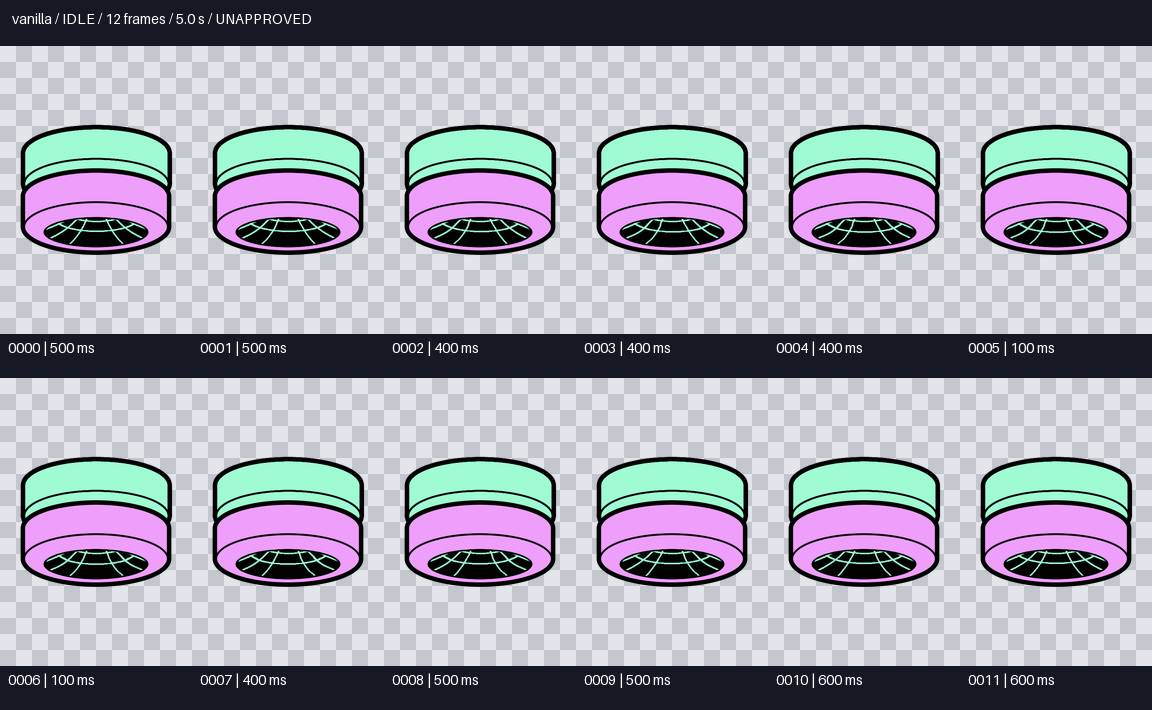 vanilla / IDLE / 12 frames / 5.0 s / UNAPPROVED
0000 | 500 ms
0001 | 500 ms
0002 | 400 ms
0003 | 400 ms
0004 | 400 ms
0005 | 100 ms
0006 | 100 ms
0007 | 400 ms
0008 | 500 ms
0009 | 500 ms
0010 | 600 ms
0011 | 600 ms